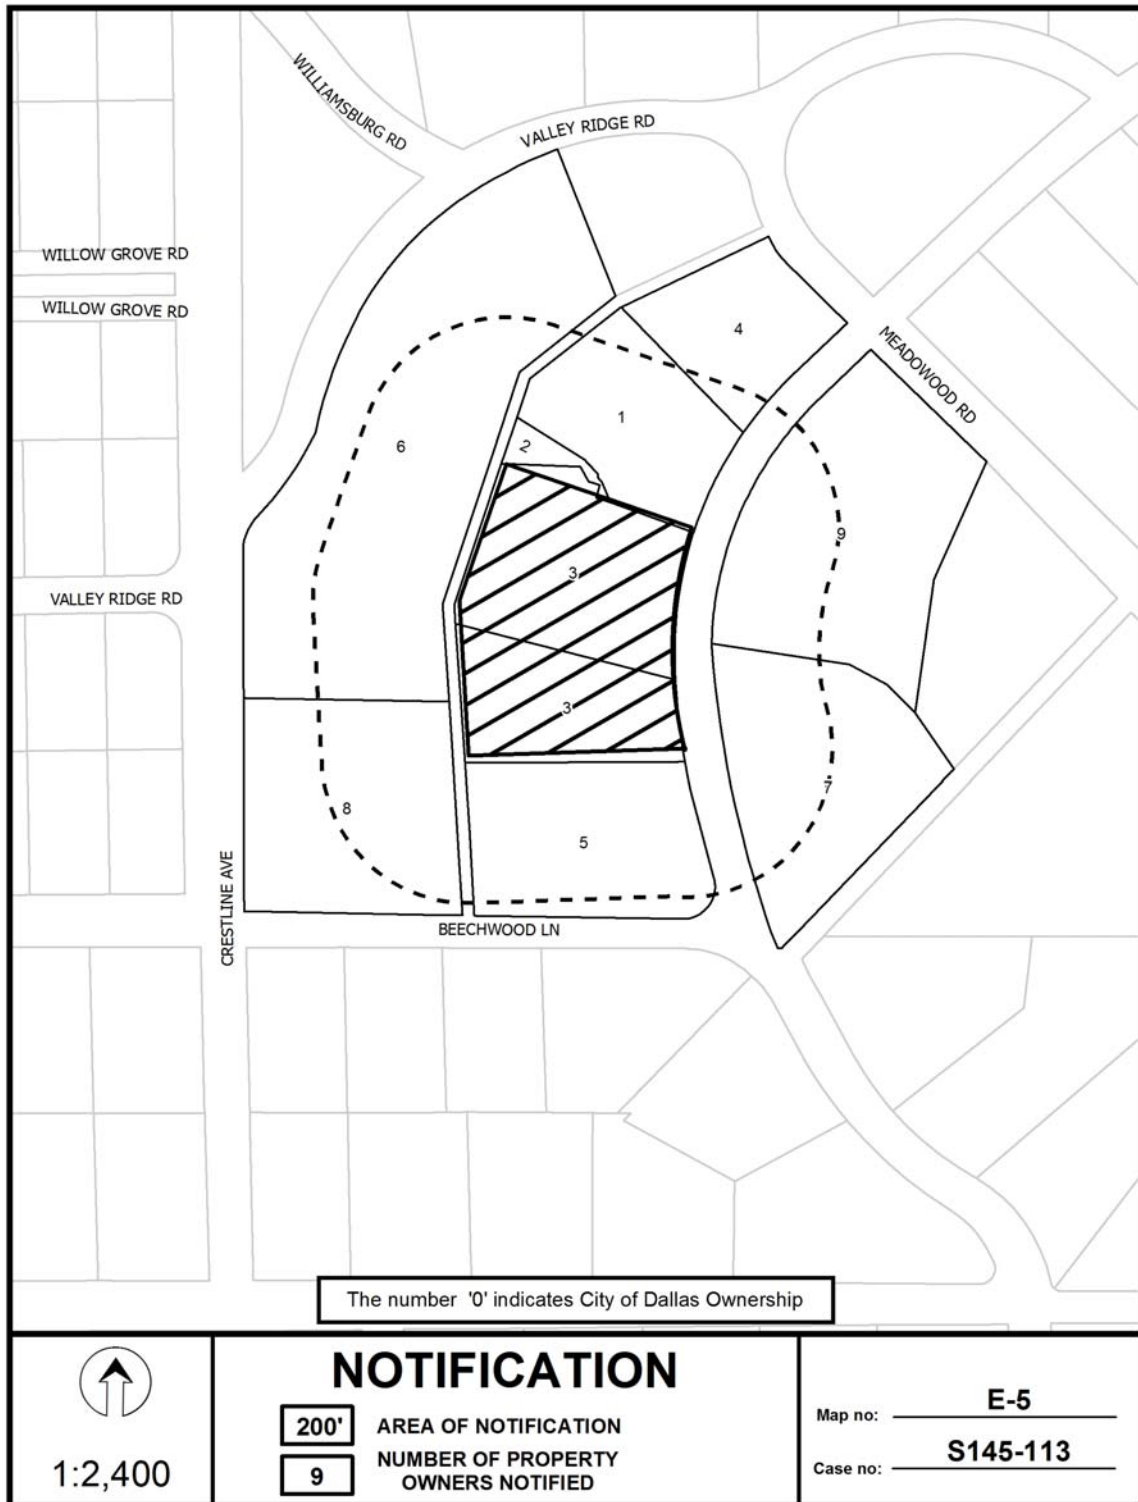 WILLIAMSBURG RD
VALLEY RIDGE RD
WILLOW GROVE RD
WILLOW GROVE RD
MEADOWOOD RD
4
1
6
2
9
3
VALLEY RIDGE RD
3
7
8
5
CRESTLINE AVE
BEECHWOOD LN
The number '0' indicates City of Dallas Ownership
1:2,400
NOTIFICATION
200' AREA OF NOTIFICATION
9 NUMBER OF PROPERTY
OWNERS NOTIFIED
Map no: E-5
Case no: S145-113